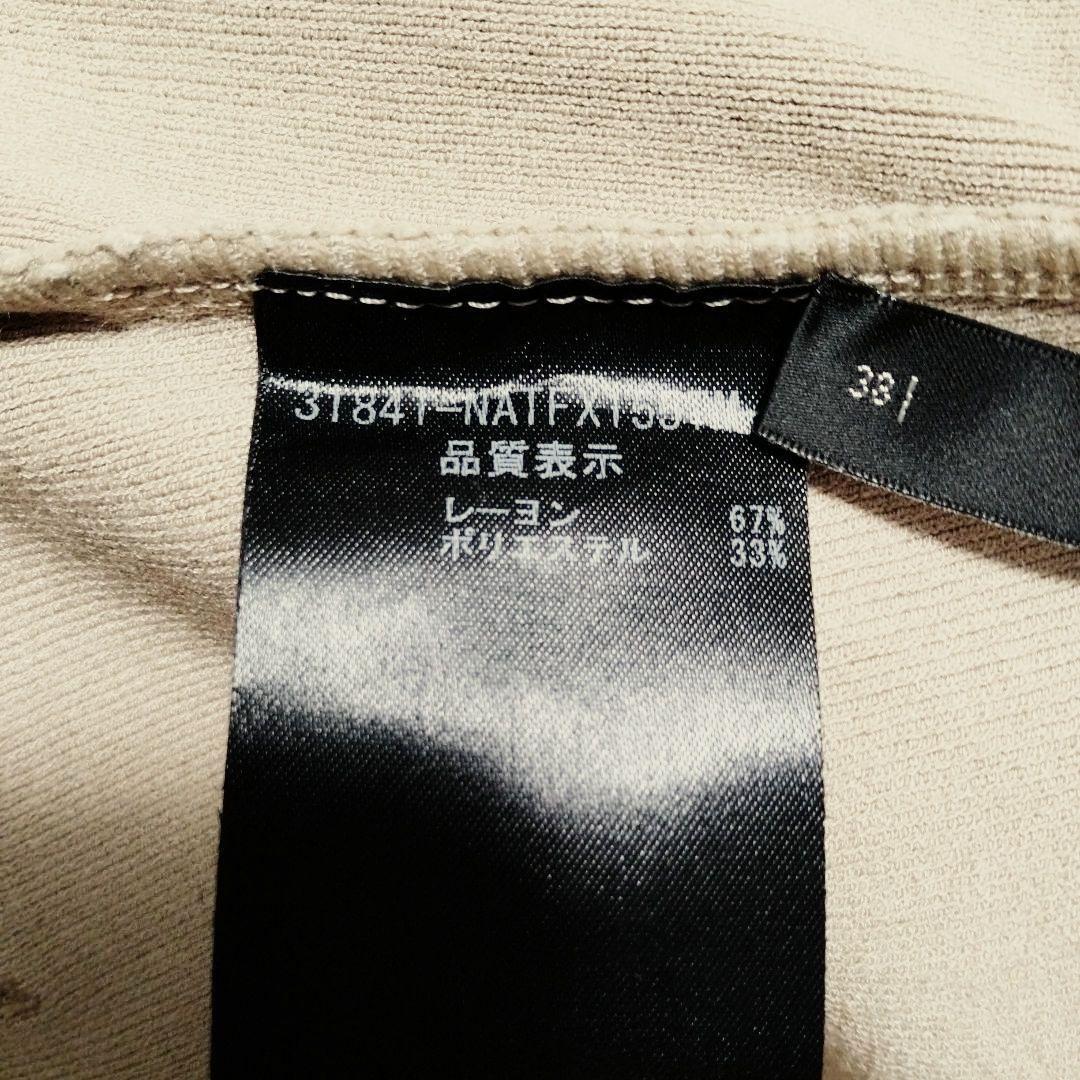 品質表示
レーヨン 67%
ポリエステル 33%
38